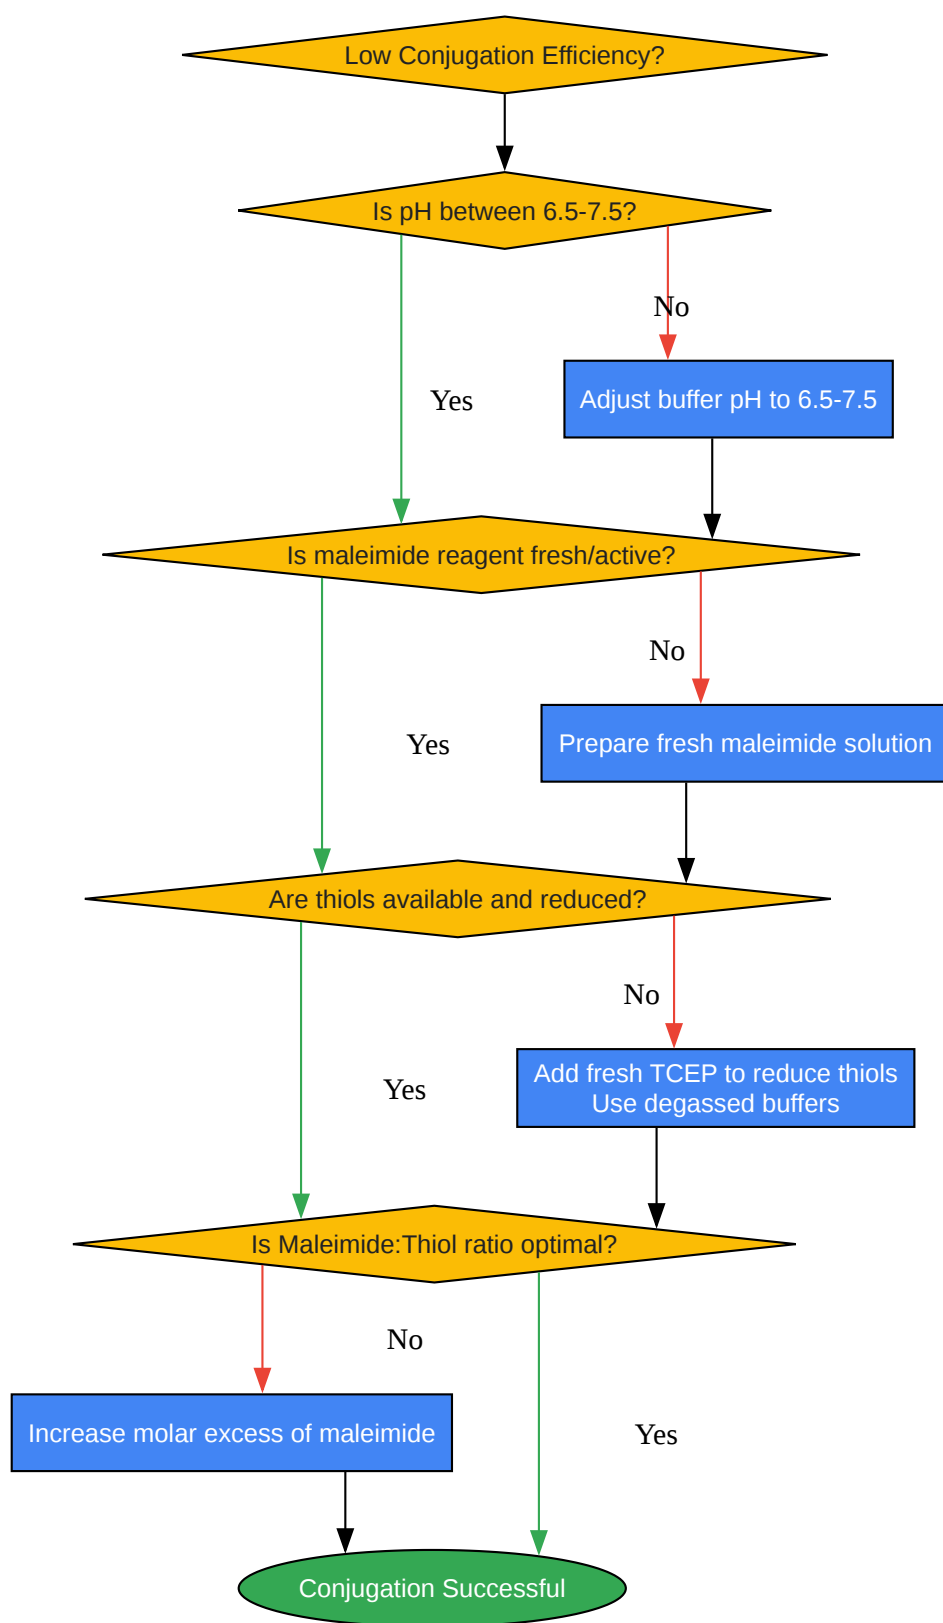 Low Conjugation Efficiency?
Is pH between 6.5-7.5?
No
Yes
Adjust buffer pH to 6.5-7.5
Is maleimide reagent fresh/active?
No
Yes
Prepare fresh maleimide solution
Are thiols available and reduced?
No
Yes
Add fresh TCEP to reduce thiols
Use degassed buffers
Is Maleimide:Thiol ratio optimal?
No
Yes
Increase molar excess of maleimide
Conjugation Successful